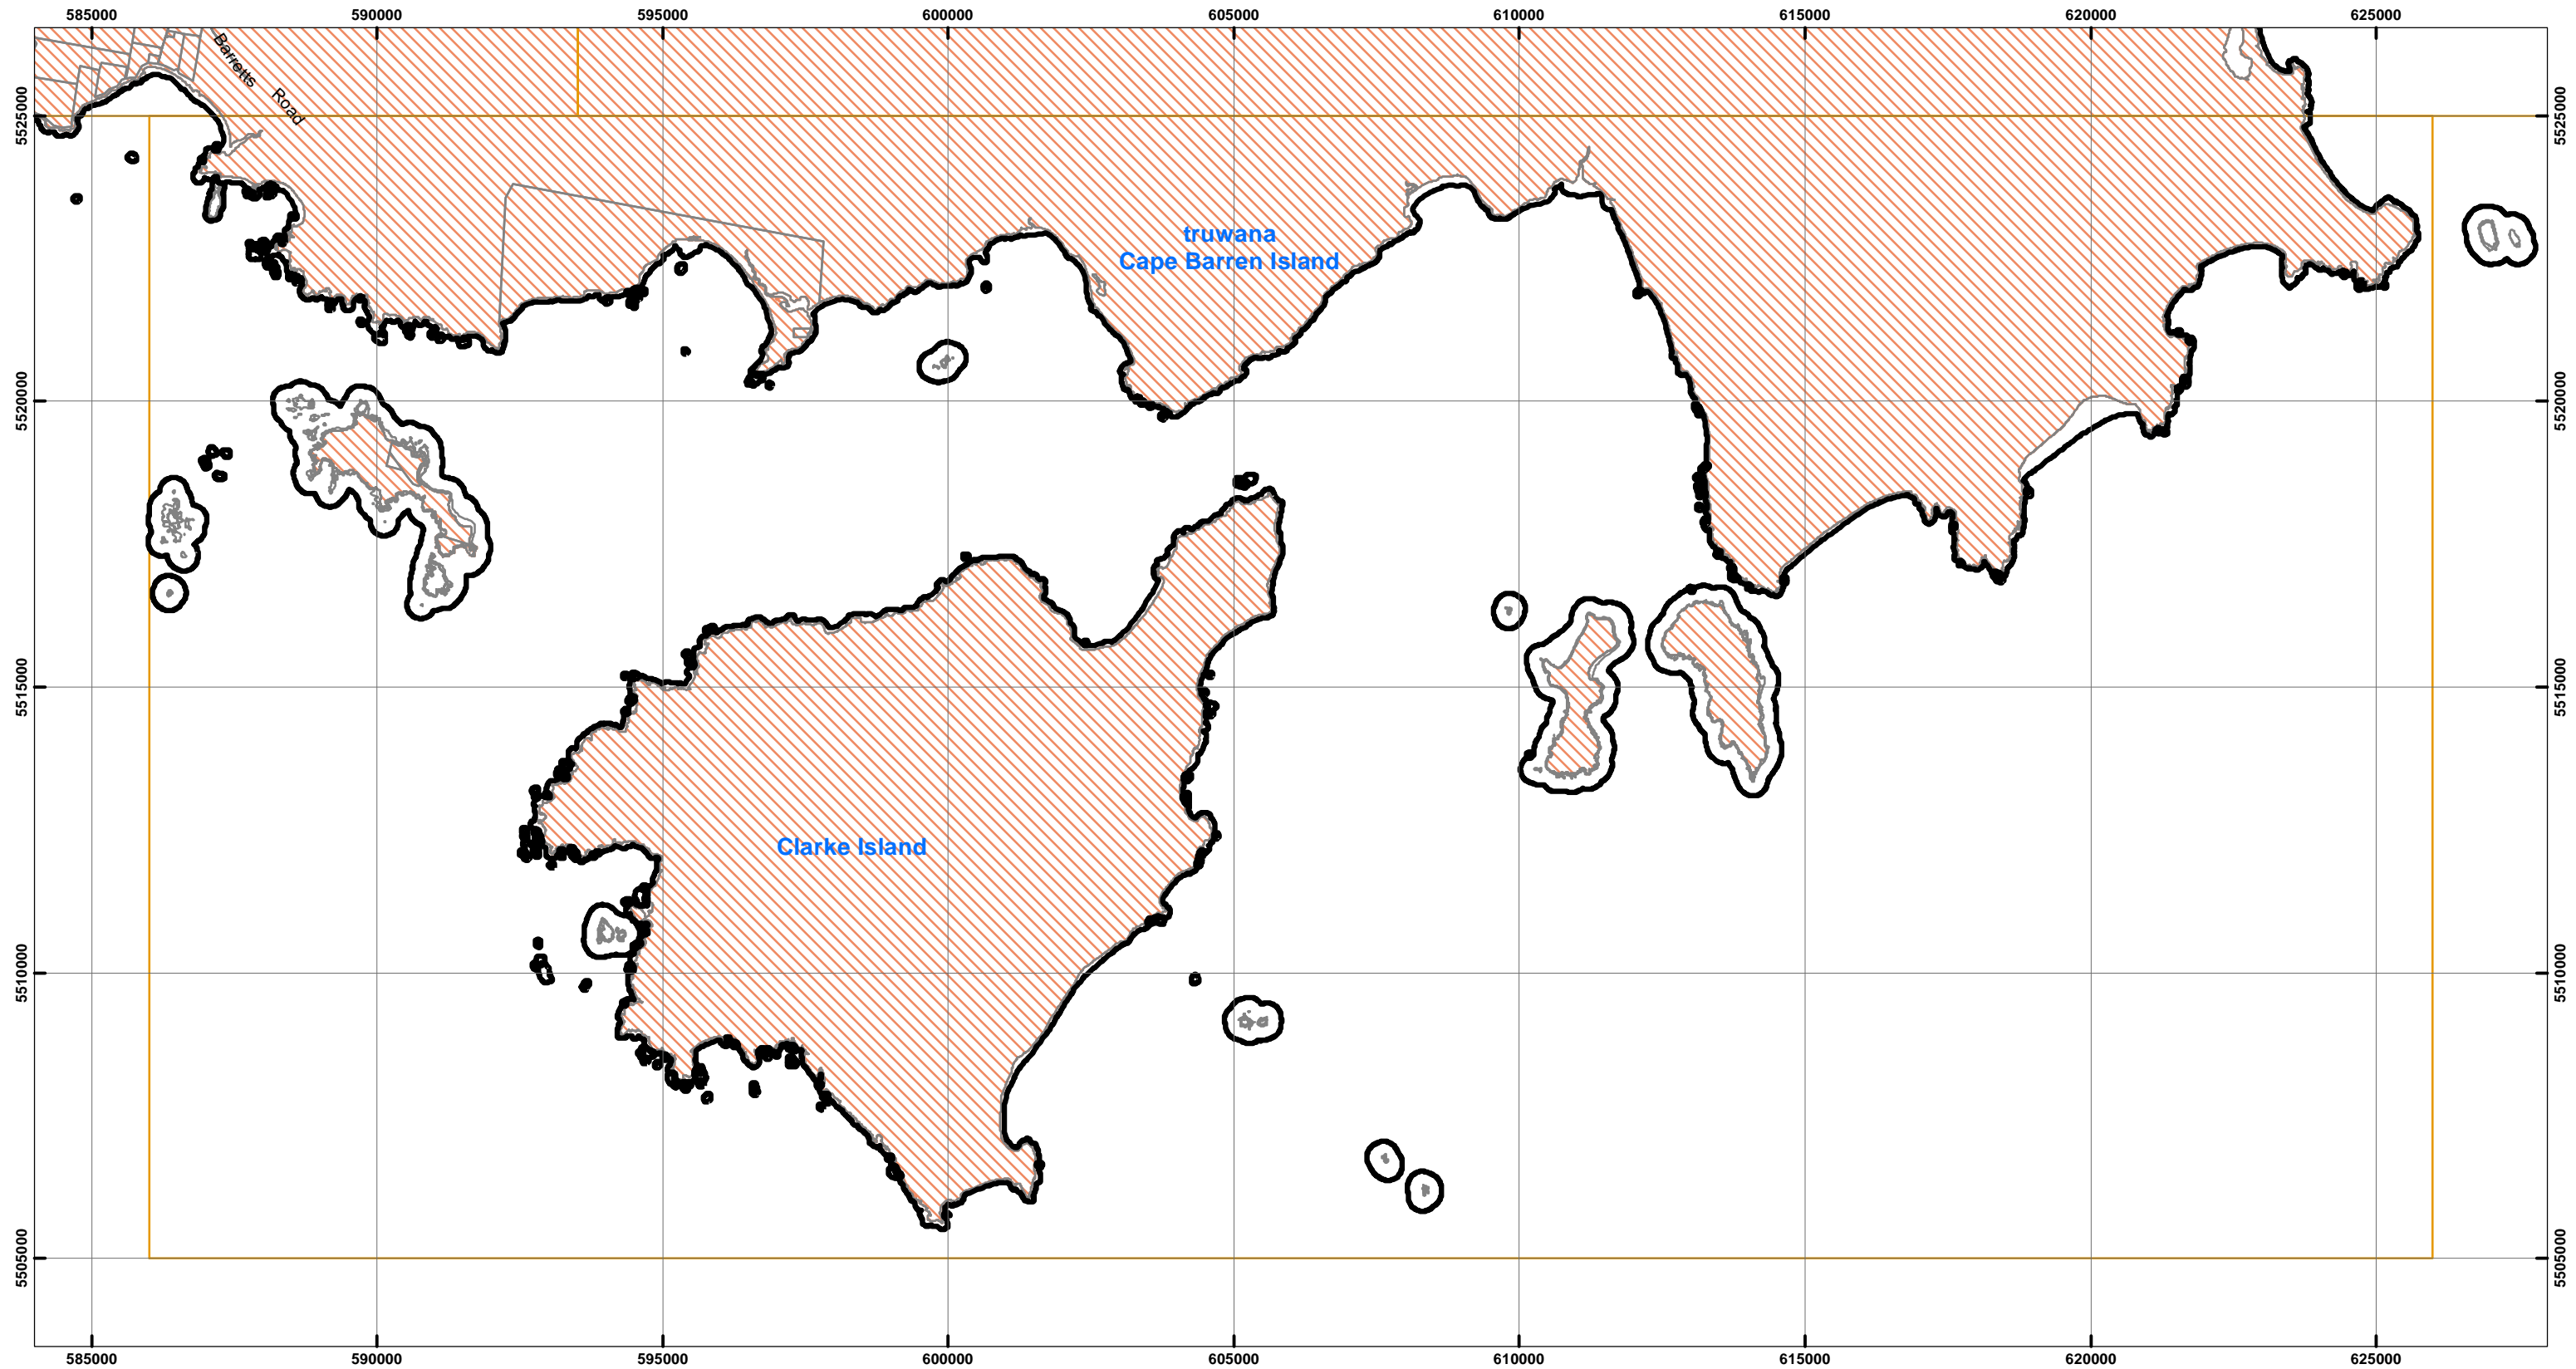 585000 590000 595000 600000 605000 610000 615000 620000 625000
Barretts Road
5525000 5525000
truwana
Cape Barren Island
5520000 5520000
5515000 5515000
Clarke Island
5510000 5510000
5505000 5505000
585000 590000 595000 600000 605000 610000 615000 620000 625000